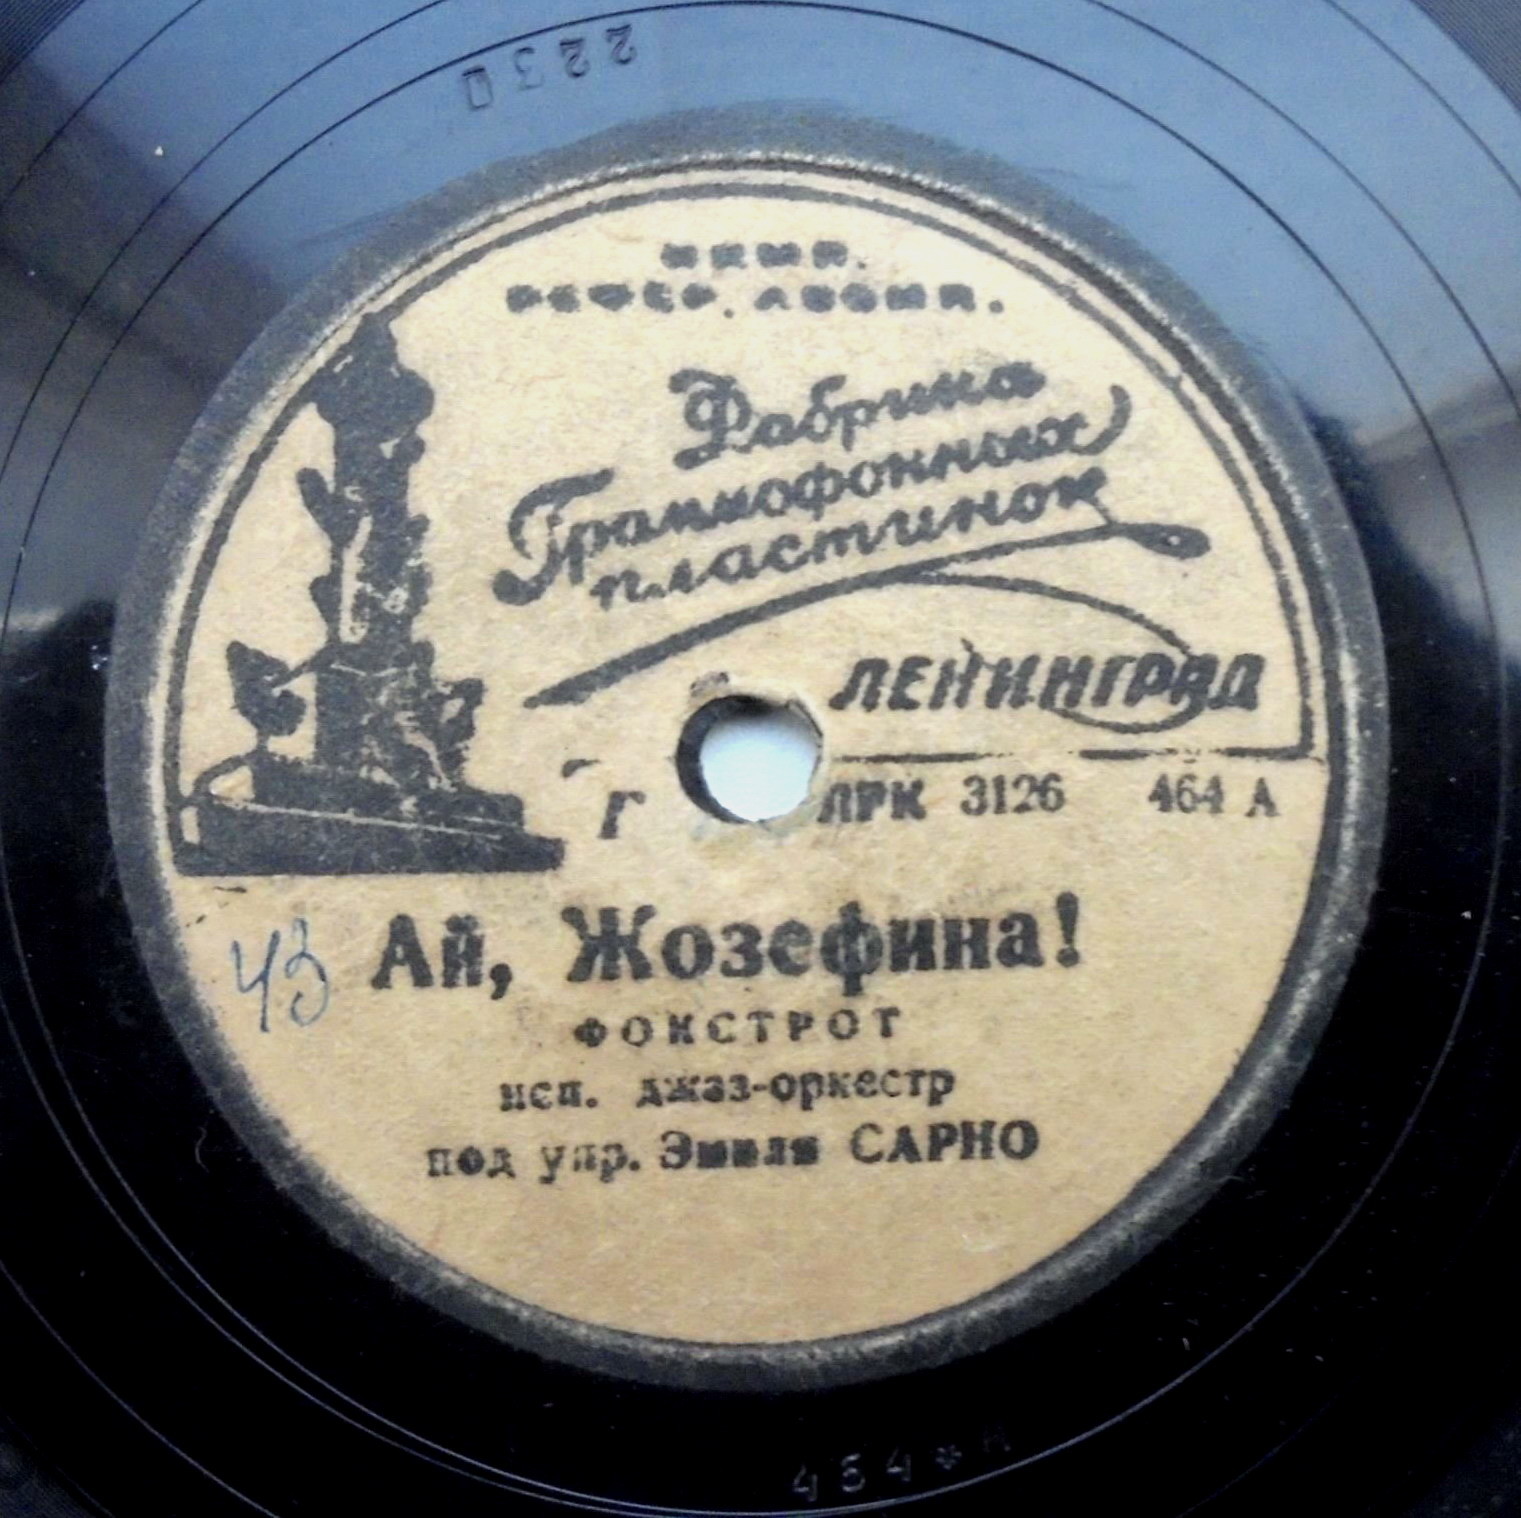 2230
Фабрика
Грампофонных
пластинок
ЛЕНИНГРАД
Г ЛРК 3126 464 А
43
Ай, Жозефина!
ФОКСТРОТ
исп. джаз-оркестр
под упр. Эмиля САРНО
464*